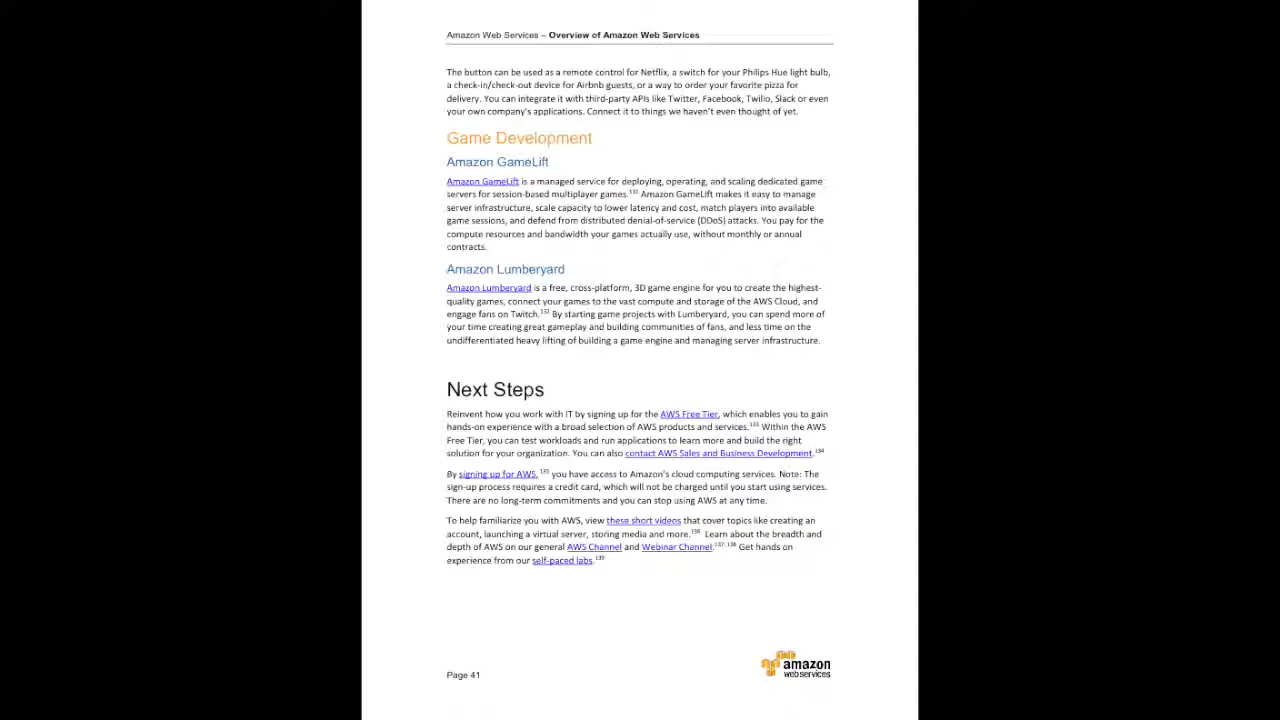 Amazon Web Services – Overview of Amazon Web Services
The button can be used as a remote control for Netflix, a switch for your Philips Hue light bulb,
a check-in/check-out device for Airbnb guests, or a way to order your favorite pizza for
delivery. You can integrate it with third-party APIs like Twitter, Facebook, Twilio, Slack or even
your own company's applications. Connect it to things we haven't even thought of yet.
Game Development
Amazon GameLift
Amazon GameLift is a managed service for deploying, operating, and scaling dedicated game
servers for session-based multiplayer games.131 Amazon GameLift makes it easy to manage
server infrastructure, scale capacity to lower latency and cost, match players into available
game sessions, and defend from distributed denial-of-service (DDoS) attacks. You pay for the
compute resources and bandwidth your games actually use, without monthly or annual
contracts.
Amazon Lumberyard
Amazon Lumberyard is a free, cross-platform, 3D game engine for you to create the highest-
quality games, connect your games to the vast compute and storage of the AWS Cloud, and
engage fans on Twitch.132 By starting game projects with Lumberyard, you can spend more of
your time creating great gameplay and building communities of fans, and less time on the
undifferentiated heavy lifting of building a game engine and managing server infrastructure.
Next Steps
Reinvent how you work with IT by signing up for the AWS Free Tier, which enables you to gain
hands-on experience with a broad selection of AWS products and services.133 Within the AWS
Free Tier, you can test workloads and run applications to learn more and build the right
solution for your organization. You can also contact AWS Sales and Business Development.134
By signing up for AWS,135 you have access to Amazon's cloud computing services. Note: The
sign-up process requires a credit card, which will not be charged until you start using services.
There are no long-term commitments and you can stop using AWS at any time.
To help familiarize you with AWS, view these short videos that cover topics like creating an
account, launching a virtual server, storing media and more.136 Learn about the breadth and
depth of AWS on our general AWS Channel and Webinar Channel.137,138 Get hands on
experience from our self-paced labs.139
Page 41
amazon
webservices